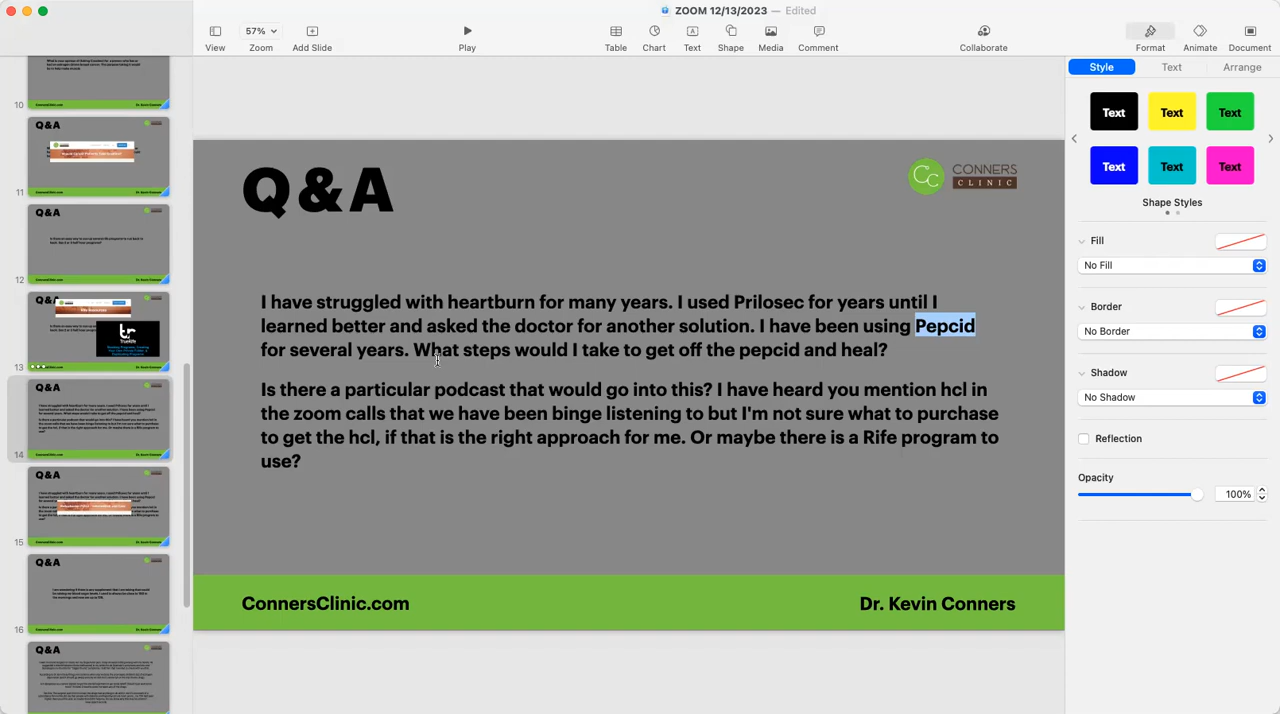 ZOOM 12/13/2023 — Edited
57%
View
Zoom
Add Slide
Play
Table
Chart
Text
Shape
Media
Comment
Collaborate
Format
Animate
Document
Style
Text
Arrange
Text
Text
Text
Text
Text
Text
Shape Styles
Fill
No Fill
Border
No Border
Shadow
No Shadow
Reflection
Opacity
100%
10
Q&A
11
Q&A
12
Q&A
13
Q&A
14
Q&A
15
Q&A
16
Q&A
Q&A
CC
CONNERS
CLINIC
I have struggled with heartburn for many years. I used Prilosec for years until I
learned better and asked the doctor for another solution. I have been using Pepcid
for several years. What steps would I take to get off the pepcid and heal?
Is there a particular podcast that would go into this? I have heard you mention hcl in
the zoom calls that we have been binge listening to but I'm not sure what to purchase
to get the hcl, if that is the right approach for me. Or maybe there is a Rife program to
use?
ConnersClinic.com
Dr. Kevin Conners